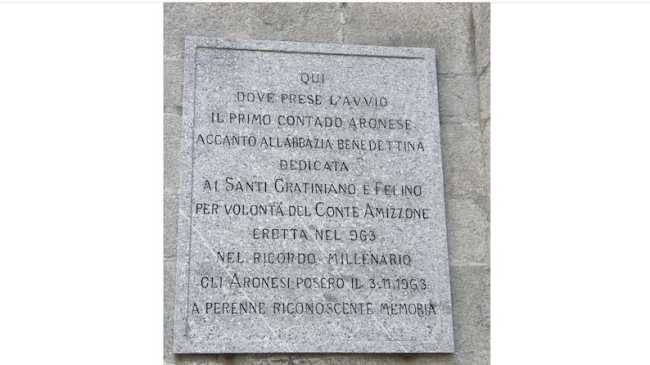 QUI
DOVE PRESE L'AVVIO
IL PRIMO CONTADO ARONESE
ACCANTO ALL'ABBAZIA BENEDETTINA
DEDICATA
AI SANTI GRATINIANO E FELINO
PER VOLONTÀ DEL CONTE AMIZZONE
ERETTA NEL 963
NEL RICORDO MILLENARIO
GLI ARONESI POSERO IL 3.11.1963
A PERENNE RICONOSCENTE MEMORIA